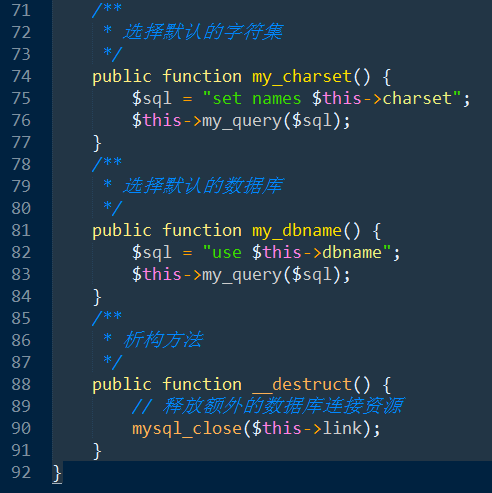 71 /**
72 * 选择默认的字符集
73 */
74 public function my_charset() {
75 $sql = "set names $this->charset";
76 $this->my_query($sql);
77 }
78 /**
79 * 选择默认的数据库
80 */
81 public function my_dbname() {
82 $sql = "use $this->dbname";
83 $this->my_query($sql);
84 }
85 /**
86 * 析构方法
87 */
88 public function __destruct() {
89 // 释放额外的数据库连接资源
90 mysql_close($this->link);
91 }
92 }